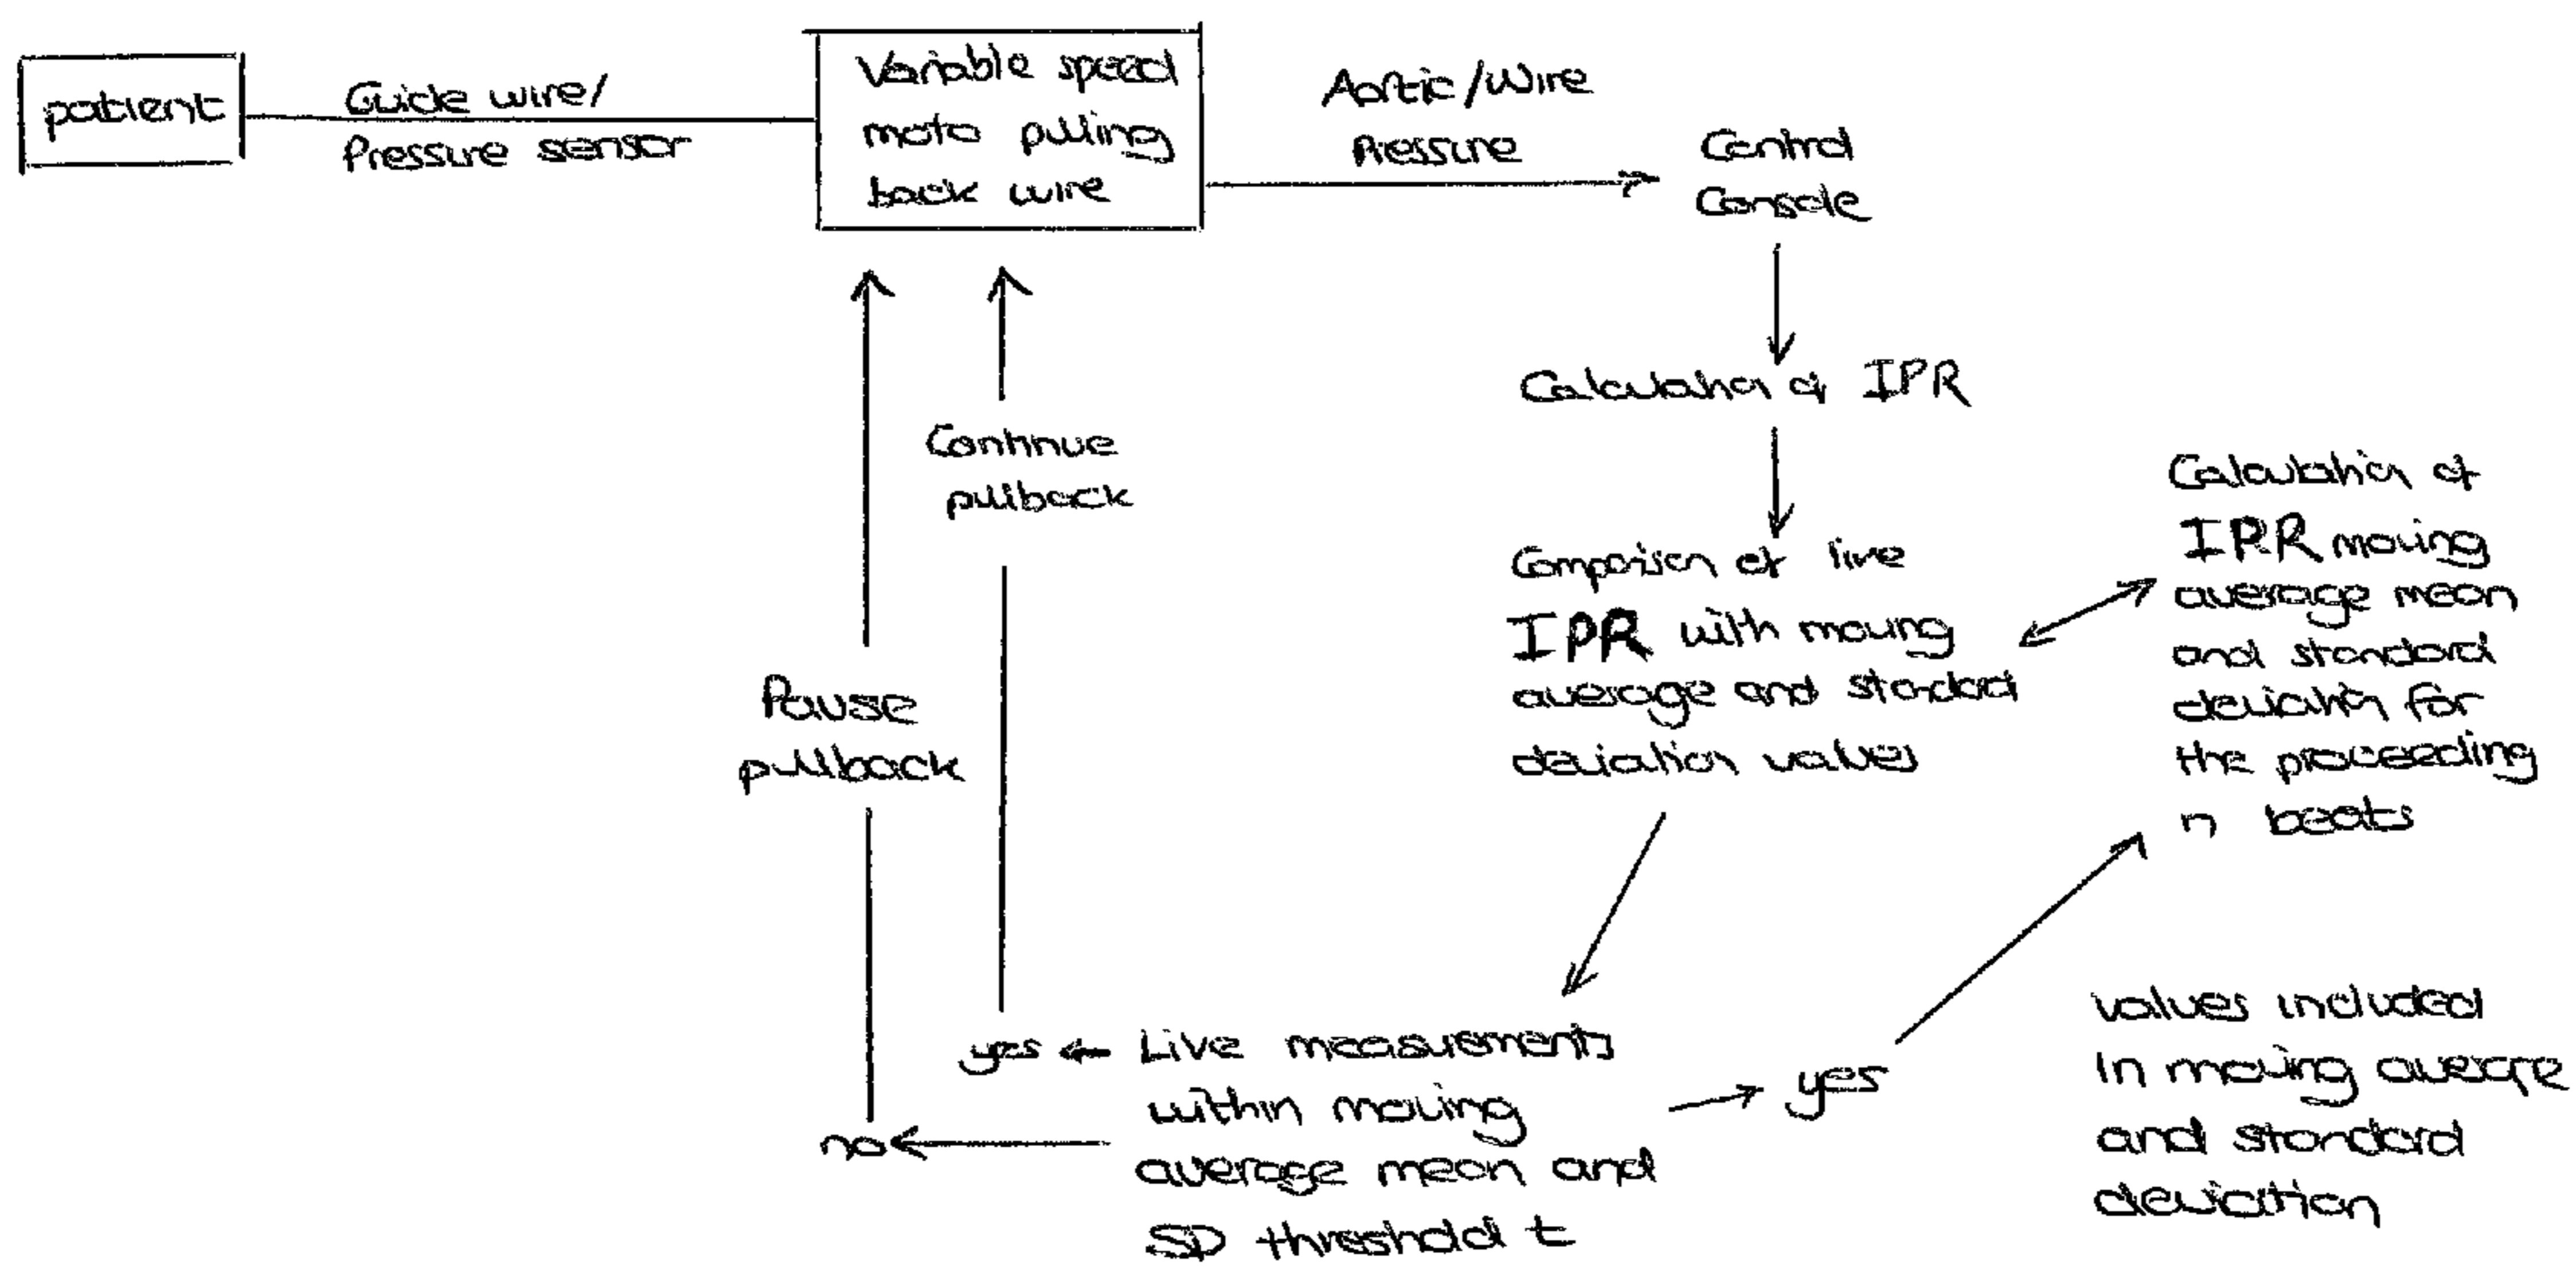 patient
Guide wire/
Pressure sensor
Variable speed
moto pulling
back wire
Aortic/Wire
Pressure
Control
Console
Calculation of IPR
Comparison of live
IPR with moving
average and standard
deviation values
Calculation of
IPR moving
average mean
and standard
deviation for
the proceeding
n beats
Continue
pullback
Pause
pullback
yes
Live measurements
within moving
average mean and
SD threshold t
no
yes
values included
In moving average
and standard
deviation